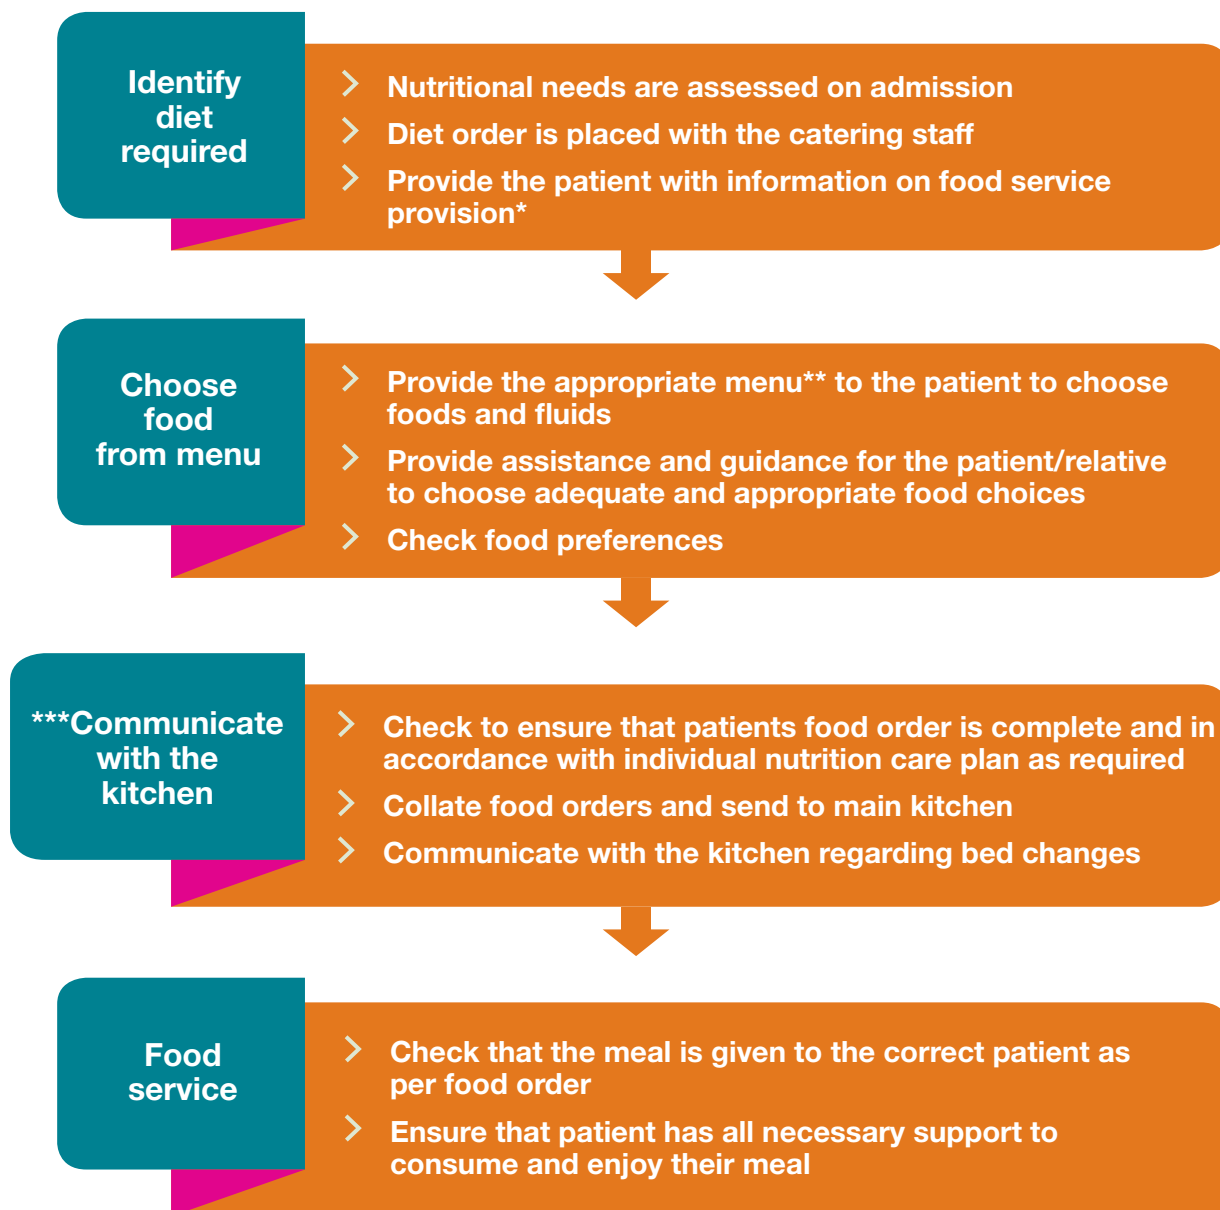 Identify
diet
required
Nutritional needs are assessed on admission
Diet order is placed with the catering staff
Provide the patient with information on food service
provision*
Choose
food
from menu
Provide the appropriate menu** to the patient to choose
foods and fluids
Provide assistance and guidance for the patient/relative
to choose adequate and appropriate food choices
Check food preferences
***Communicate
with the
kitchen
Check to ensure that patients food order is complete and in
accordance with individual nutrition care plan as required
Collate food orders and send to main kitchen
Communicate with the kitchen regarding bed changes
Food
service
Check that the meal is given to the correct patient as
per food order
Ensure that patient has all necessary support to
consume and enjoy their meal